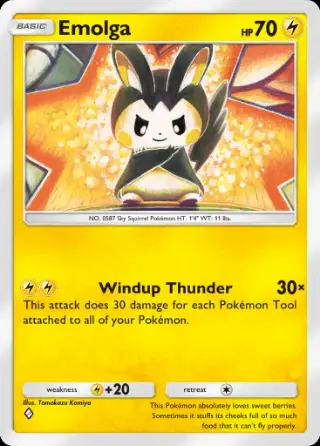 BASIC
Emolga
HP 70
NO. 0587 Sky Squirrel Pokémon HT: 1'4" WT: 11 lbs.
Windup Thunder 30×
This attack does 30 damage for each Pokémon Tool
attached to all of your Pokémon.
weakness +20 retreat
illus. Tomokazu Komiya
This Pokémon absolutely loves sweet berries.
Sometimes it stuffs its cheeks full of so much
food that it can't fly properly.